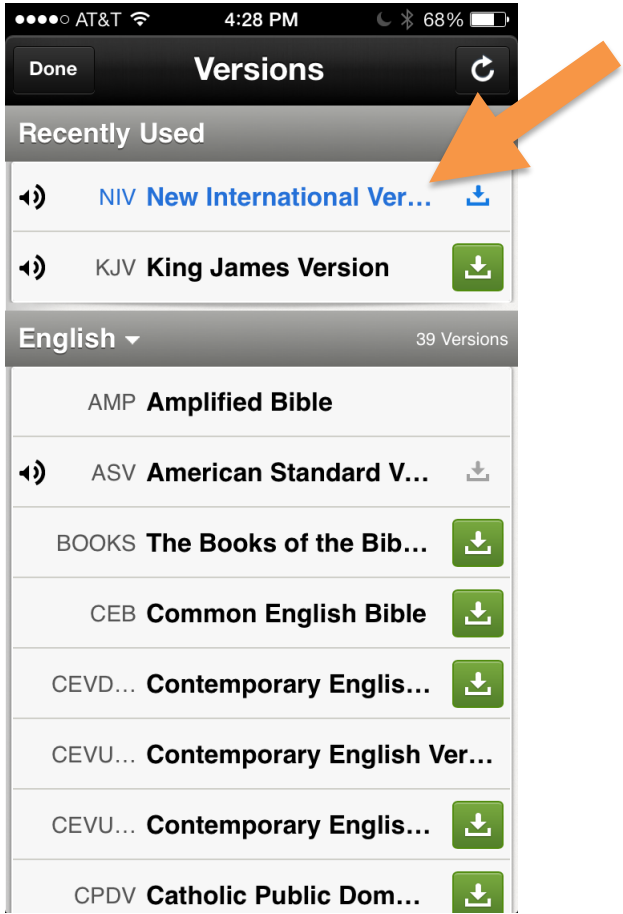 AT&T 4:28 PM 68%
Done Versions
Recently Used
NIV New International Ver...
KJV King James Version
English 39 Versions
AMP Amplified Bible
ASV American Standard V...
BOOKS The Books of the Bib...
CEB Common English Bible
CEVD... Contemporary Englis...
CEVU... Contemporary English Ver...
CEVU... Contemporary Englis...
CPDV Catholic Public Dom...